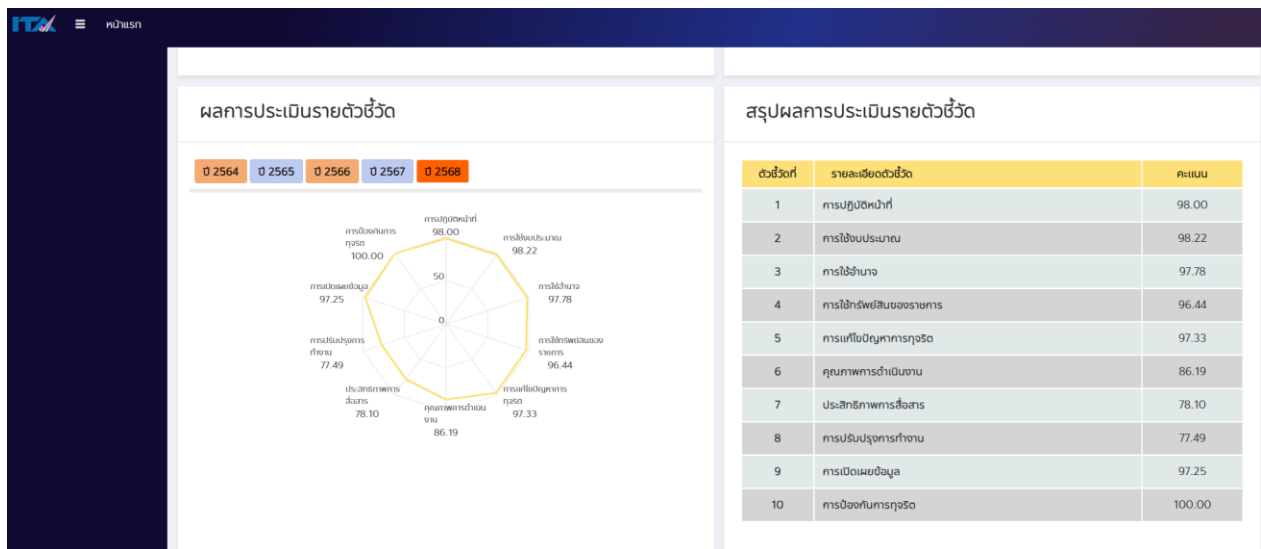 ITA หน้าแรก
ผลการประเมินรายตัวชี้วัด
ปี 2564 ปี 2565 ปี 2566 ปี 2567 ปี 2568
การปฏิบัติหน้าที่
98.00
การใช้งบประมาณ
98.22
การใช้อำนาจ
97.78
การใช้ทรัพย์สินของ
ราชการ
96.44
การแก้ไขปัญหาการ
ทุจริต
97.33
คุณภาพการดำเนิน
งาน
86.19
ประสิทธิภาพการ
สื่อสาร
78.10
การปรับปรุงการ
ทำงาน
77.49
การเปิดเผยข้อมูล
97.25
การป้องกันการ
ทุจริต
100.00
50
0
สรุปผลการประเมินรายตัวชี้วัด
ตัวชี้วัดที่ รายละเอียดตัวชี้วัด คะแนน
1 การปฏิบัติหน้าที่ 98.00
2 การใช้งบประมาณ 98.22
3 การใช้อำนาจ 97.78
4 การใช้ทรัพย์สินของราชการ 96.44
5 การแก้ไขปัญหาการทุจริต 97.33
6 คุณภาพการดำเนินงาน 86.19
7 ประสิทธิภาพการสื่อสาร 78.10
8 การปรับปรุงการทำงาน 77.49
9 การเปิดเผยข้อมูล 97.25
10 การป้องกันการทุจริต 100.00